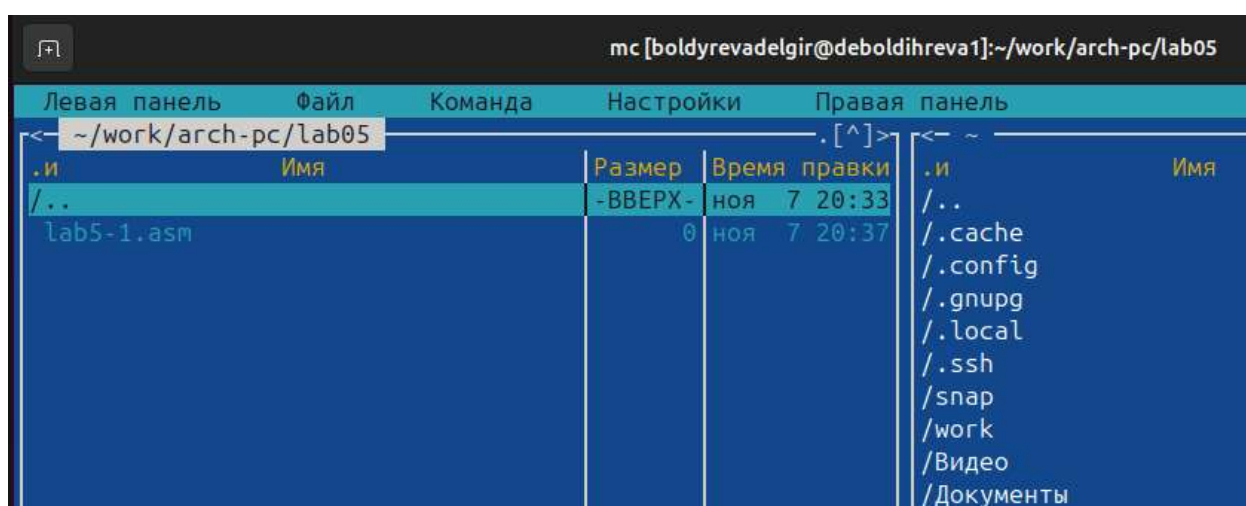 mc [boldyrevadelgir@deboldihreva1]:~/work/arch-pc/lab05
Левая панель Файл Команда Настройки Правая панель
<─ ~/work/arch-pc/lab05 ─.[^]>┐ ┌<─ ~ ─
.и Имя Размер Время правки .и Имя
/.. -ВВЕРХ- ноя 7 20:33 /..
lab5-1.asm 0 ноя 7 20:37 /.cache
/.config
/.gnupg
/.local
/.ssh
/snap
/work
/Видео
/Документы